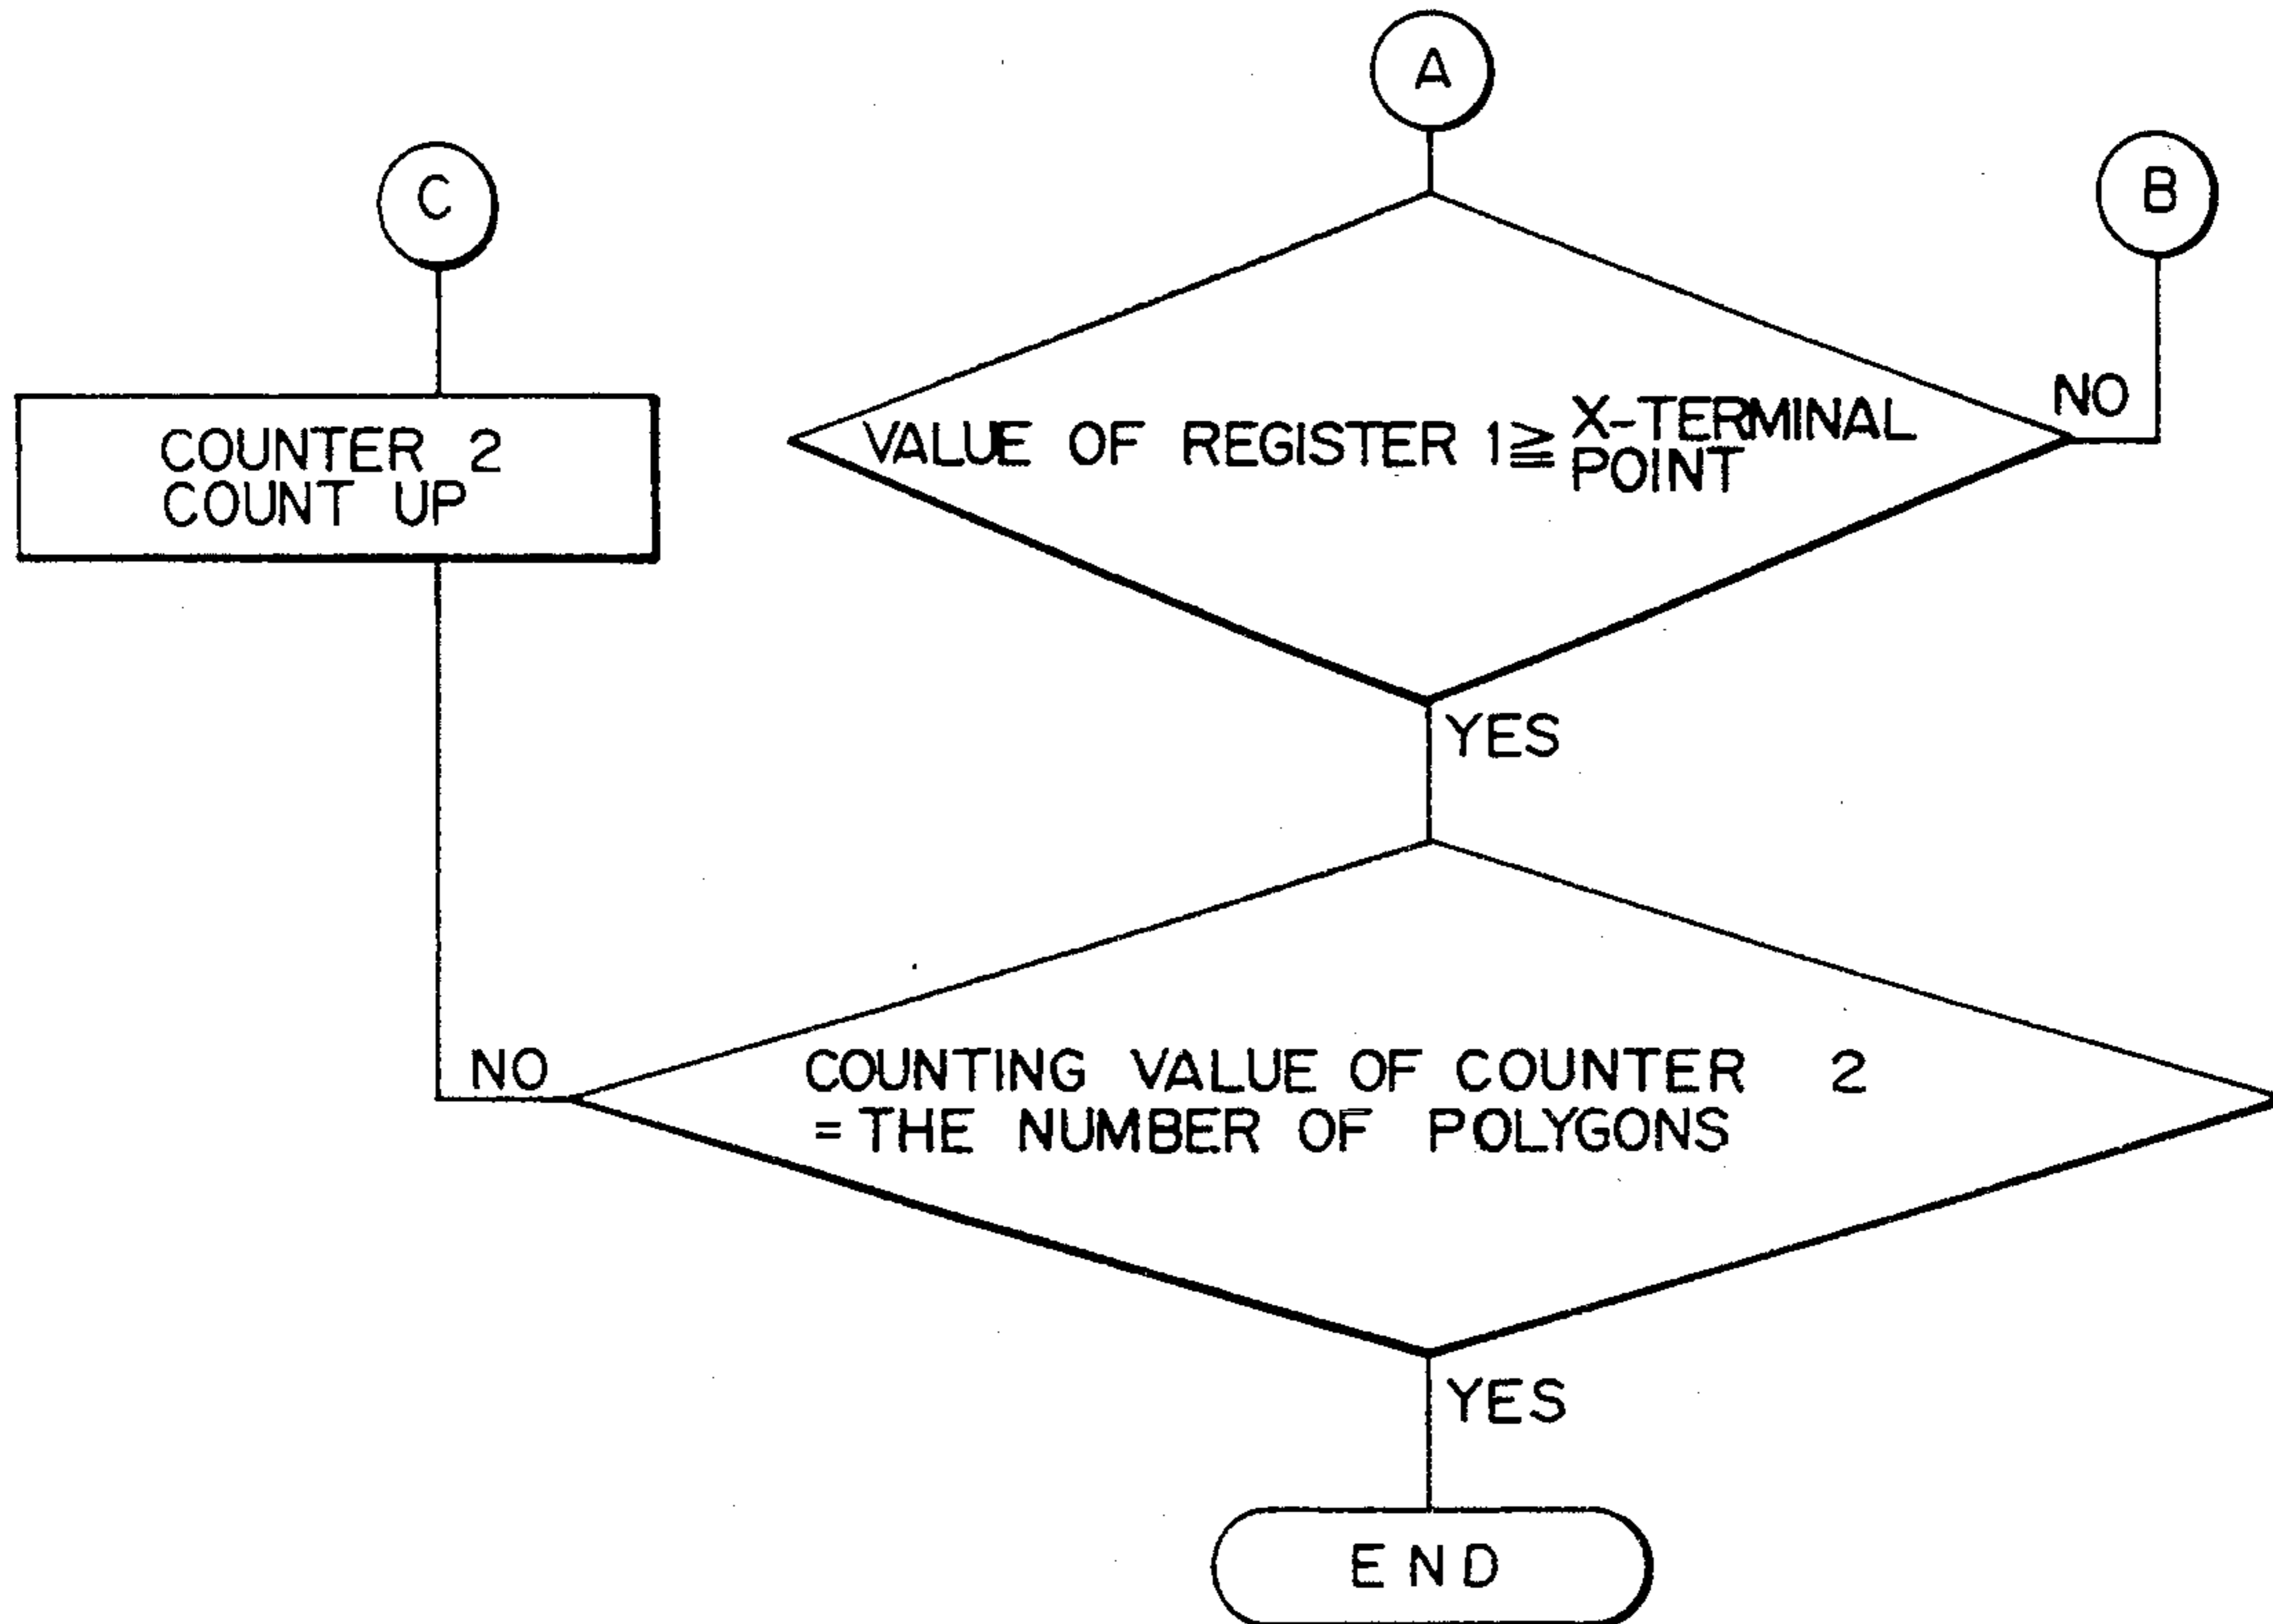 A
C
B
COUNTER 2
COUNT UP
VALUE OF REGISTER 1 ≧ X-TERMINAL
POINT
NO
YES
NO
COUNTING VALUE OF COUNTER 2
= THE NUMBER OF POLYGONS
YES
END